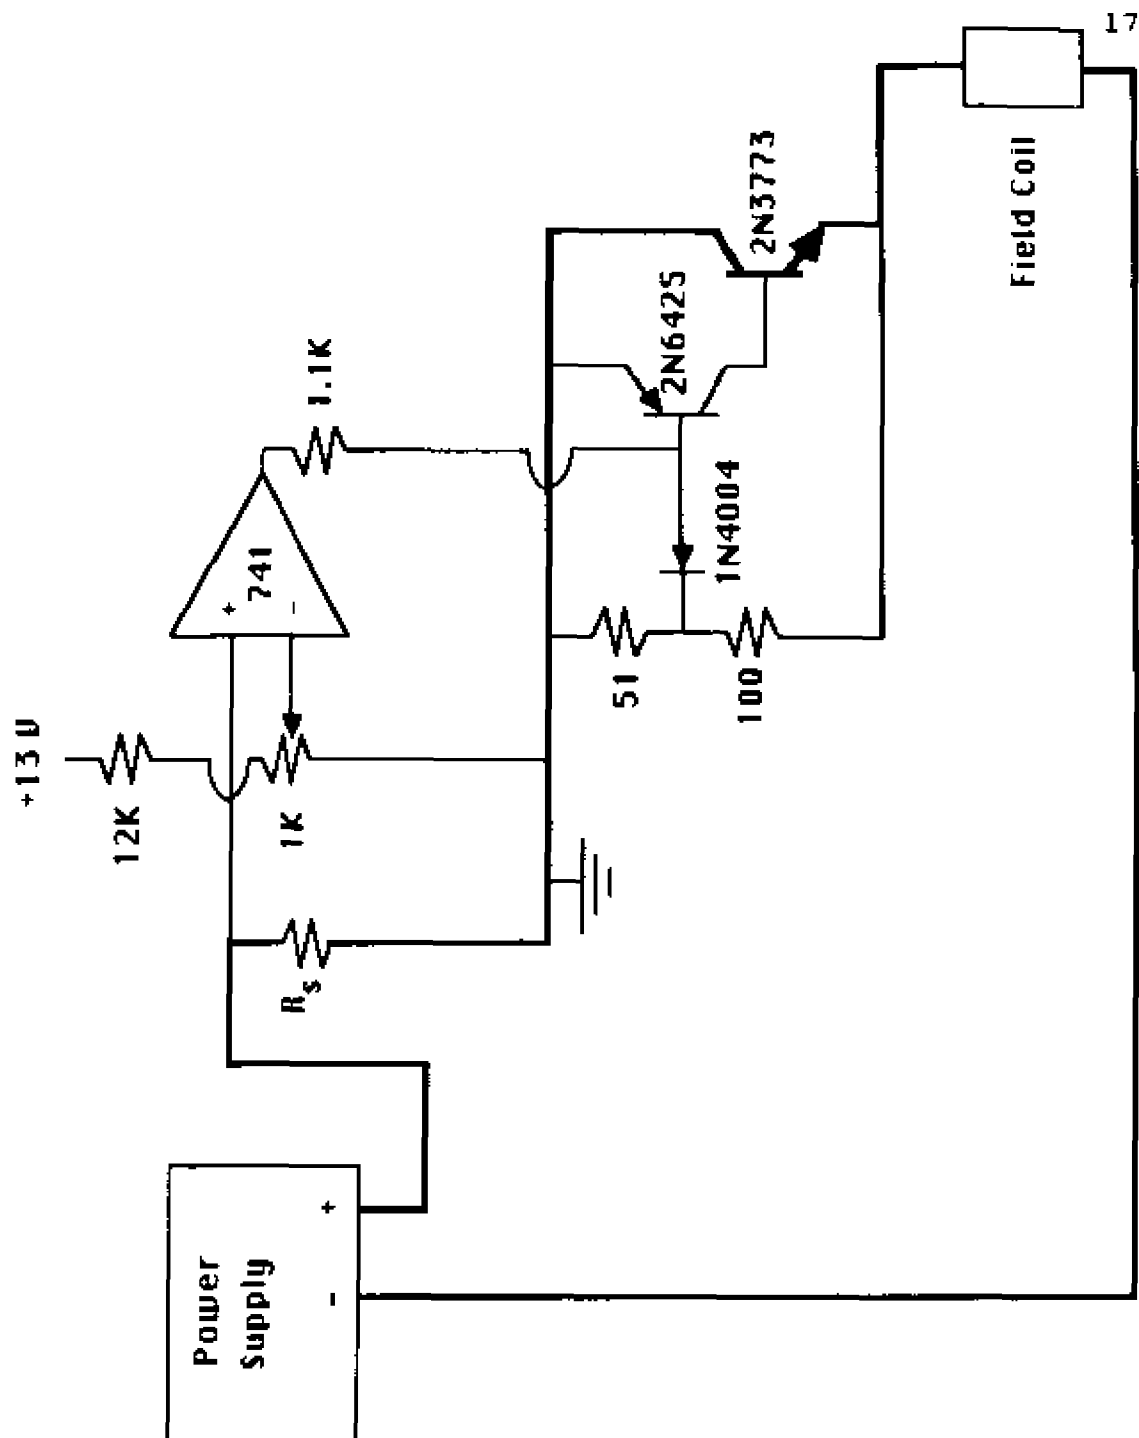 17
+13 V
12K
1K
741
+
-
1.1K
2N6425
2N3773
1N4004
51
100
Rs
Field Coil
Power
Supply
+
-